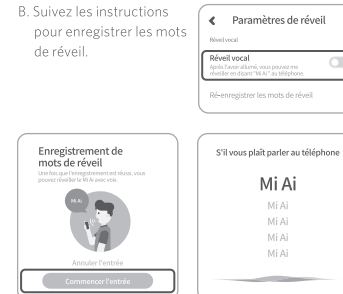 B. Suivez les instructions
pour enregistrer les mots
de réveil.
Paramètres de réveil
Réveil vocal
Réveil vocal
Après l'avoir allumé, vous pouvez me
réveiller en disant "Mi Ai" au téléphone.
Ré-enregistrer les mots de réveil
Enregistrement de
mots de réveil
Une fois que l'enregistrement est réussi, vous
pouvez réveiller le Mi Ai avec voix.
Mi Ai
Annuler l'entrée
Commencer l'entrée
S'il vous plaît parler au téléphone
Mi Ai
Mi Ai
Mi Ai
Mi Ai
Mi Ai